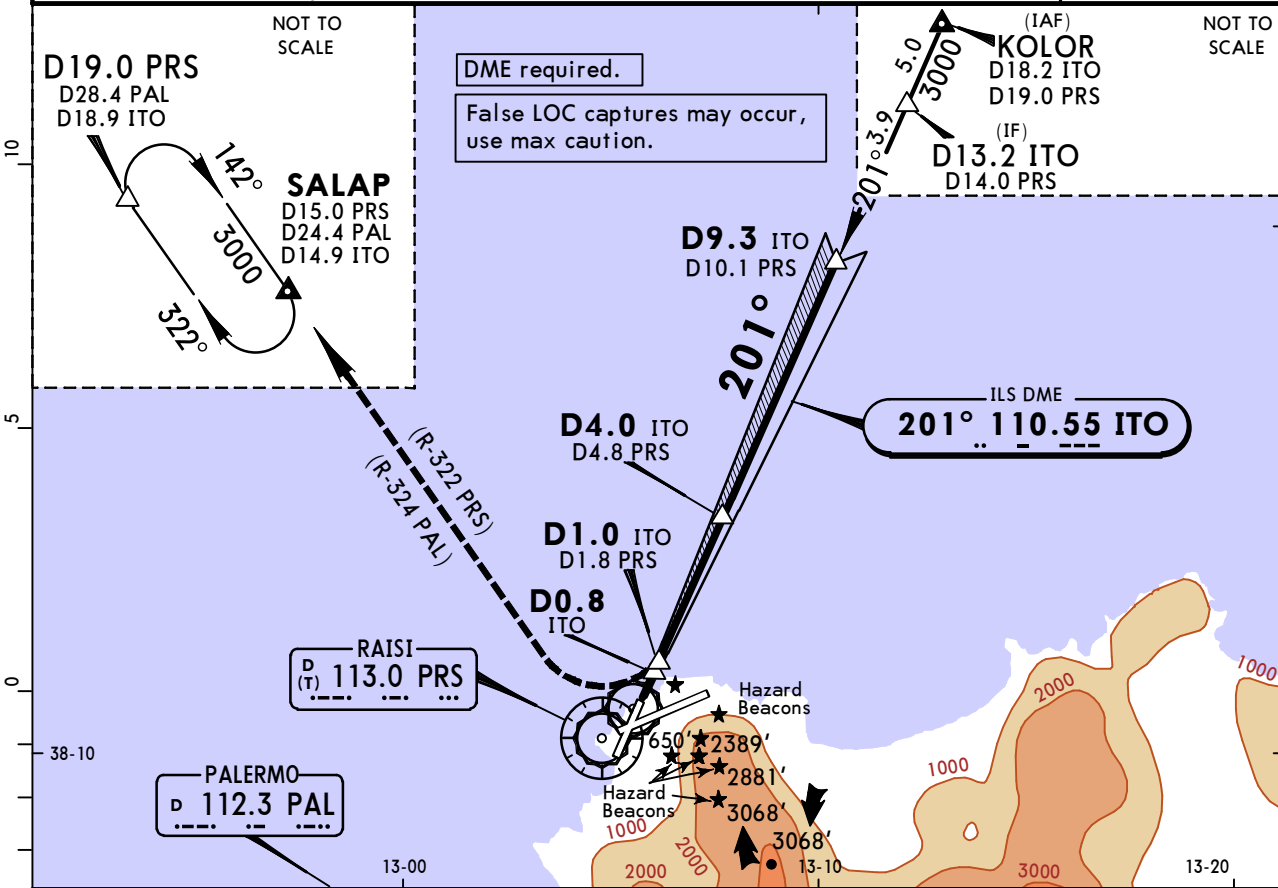 NOT TO
SCALE
D19.0 PRS
D28.4 PAL
D18.9 ITO
142°
SALAP
D15.0 PRS
D24.4 PAL
D14.9 ITO
3000
322°
DME required.
False LOC captures may occur,
use max caution.
(IAF)
KOLOR
D18.2 ITO
D19.0 PRS
NOT TO
SCALE
5.0
3000
(IF)
D13.2 ITO
D14.0 PRS
3.9
201°
10
5
0
D9.3 ITO
D10.1 PRS
201°
ILS DME
201° 110.55 ITO
D4.0 ITO
D4.8 PRS
(R-322 PRS)
(R-324 PAL)
D1.0 ITO
D1.8 PRS
D0.8
ITO
RAISI
D
(T) 113.0 PRS
Hazard
Beacons
650'
2389'
2881'
Hazard
Beacons
3068'
3068'
38-10
PALERMO
D 112.3 PAL
1000
2000
2000
1000
2000
3000
1000
13-00
13-10
13-20